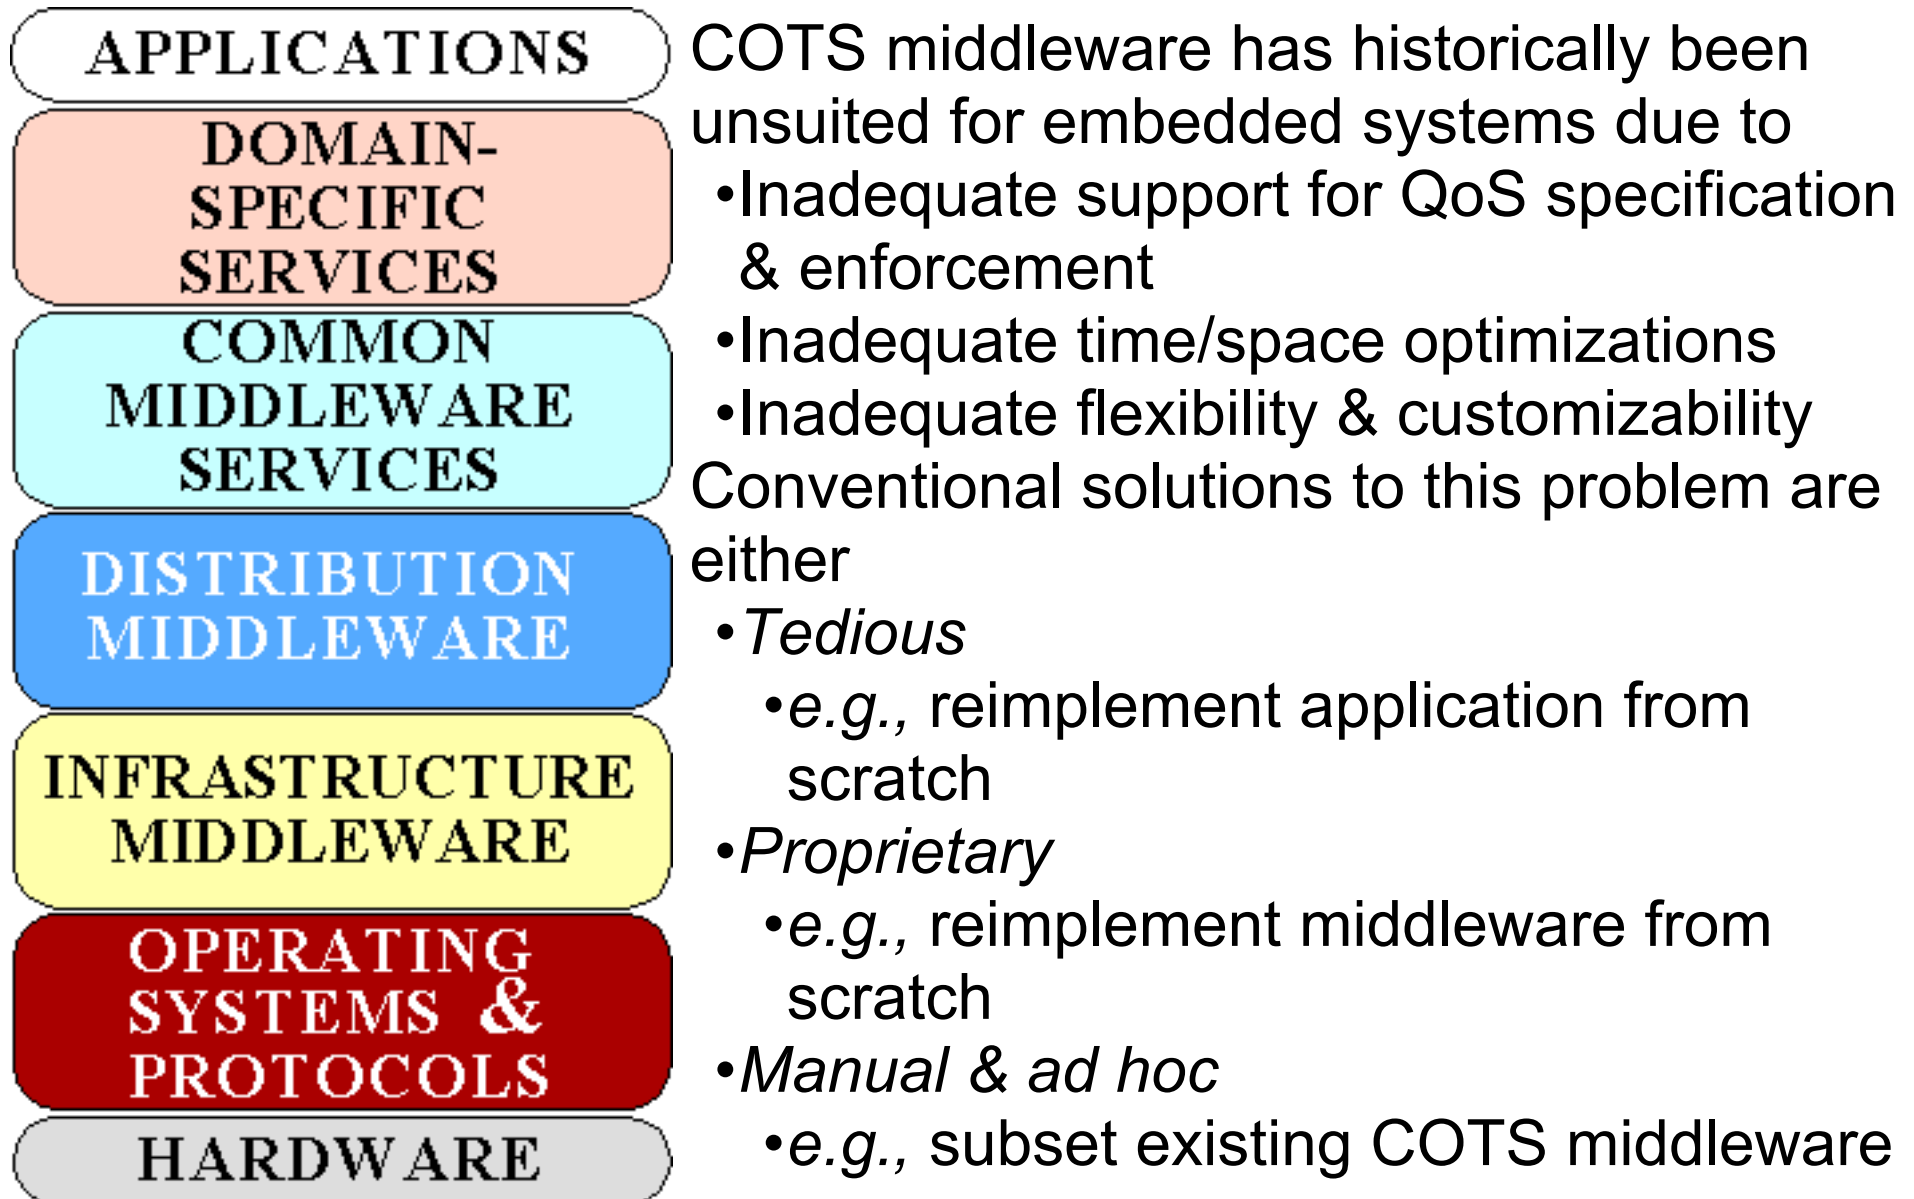 APPLICATIONS
DOMAIN-
SPECIFIC
SERVICES
COMMON
MIDDLEWARE
SERVICES
DISTRIBUTION
MIDDLEWARE
INFRASTRUCTURE
MIDDLEWARE
OPERATING
SYSTEMS &
PROTOCOLS
HARDWARE
COTS middleware has historically been
unsuited for embedded systems due to
•Inadequate support for QoS specification
& enforcement
•Inadequate time/space optimizations
•Inadequate flexibility & customizability
Conventional solutions to this problem are
either
•Tedious
•e.g., reimplement application from
scratch
•Proprietary
•e.g., reimplement middleware from
scratch
•Manual & ad hoc
•e.g., subset existing COTS middleware